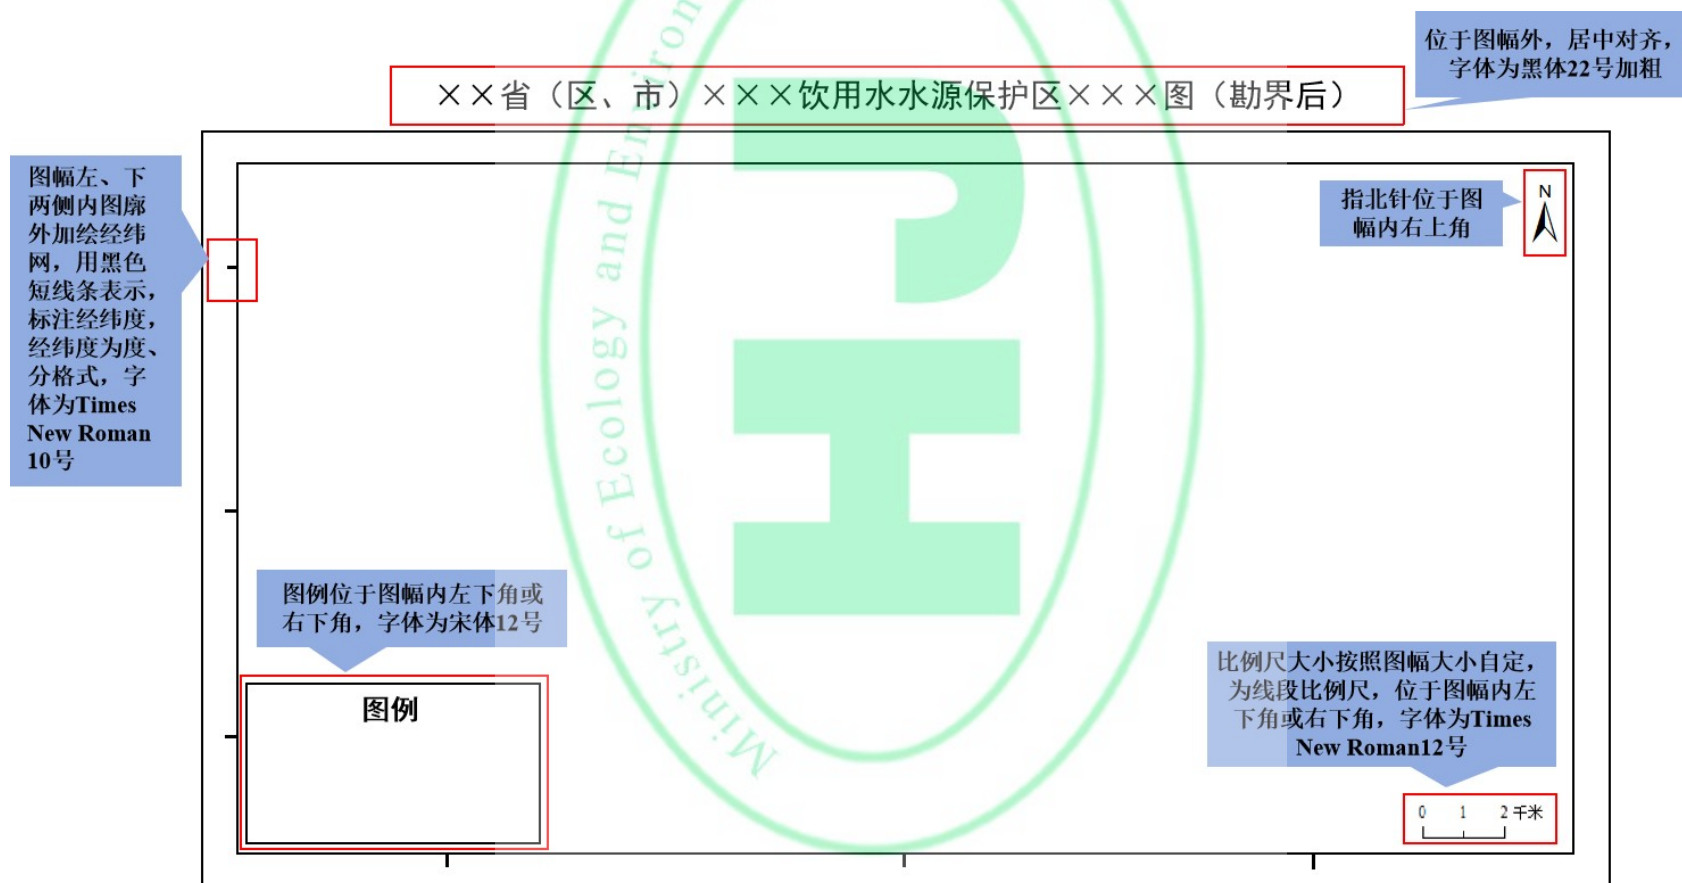 位于图幅外，居中对齐，
字体为黑体22号加粗
××省（区、市）×××饮用水水源保护区×××图（勘界后）
图幅左、下
两侧内图廓
外加绘经纬
网，用黑色
短线条表示，
标注经纬度，
经纬度为度、
分格式，字
体为Times
New Roman
10号
指北针位于图
幅内右上角
N
图例位于图幅内左下角或
右下角，字体为宋体12号
图例
比例尺大小按照图幅大小自定，
为线段比例尺，位于图幅内左
下角或右下角，字体为Times
New Roman12号
0 1 2 千米
Ministry of Ecology and Environ
HJ